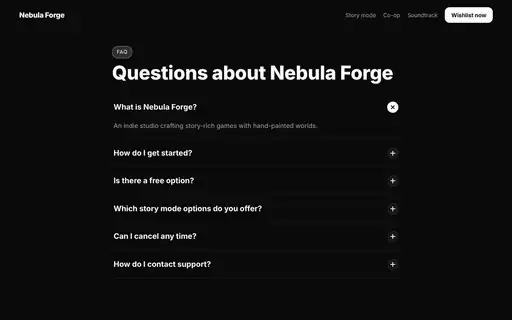 Nebula Forge
Story mode
Co-op
Soundtrack
Wishlist now
FAQ
Questions about Nebula Forge
What is Nebula Forge?
An indie studio crafting story-rich games with hand-painted worlds.
How do I get started?
Is there a free option?
Which story mode options do you offer?
Can I cancel any time?
How do I contact support?